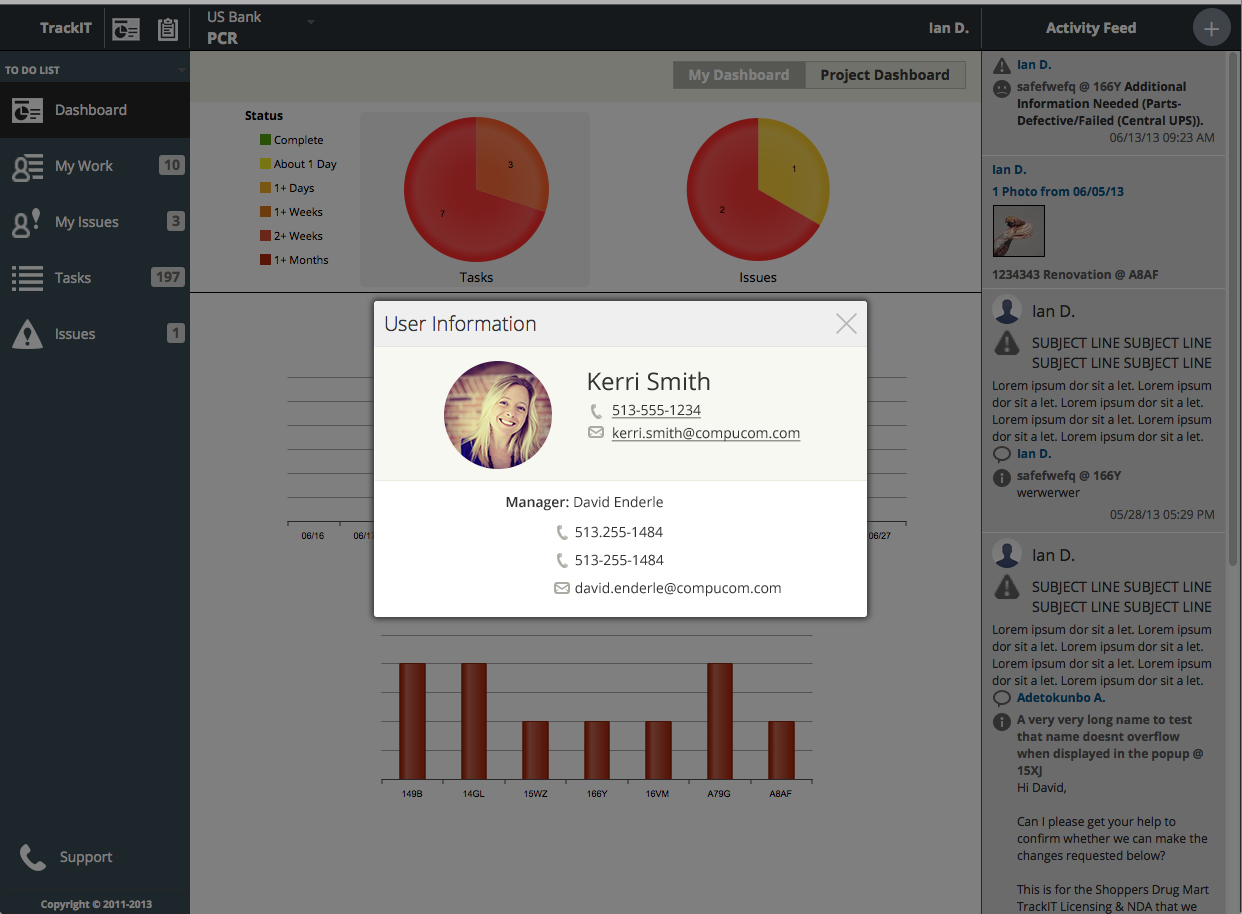 TrackIT
US Bank
PCR
Ian D.
Activity Feed
TO DO LIST
Dashboard
My Work 10
My Issues 3
Tasks 197
Issues 1
Support
Copyright © 2011-2013
My Dashboard
Project Dashboard
Status
Complete
About 1 Day
1+ Days
1+ Weeks
2+ Weeks
1+ Months
3
7
Tasks
1
2
Issues
User Information
Kerri Smith
513-555-1234
kerri.smith@compucom.com
Manager: David Enderle
513.255-1484
513-255-1484
david.enderle@compucom.com
06/16
06/27
149B
14GL
15WZ
166Y
16VM
A79G
A8AF
Ian D.
safefwefq @ 166Y Additional
Information Needed (Parts-
Defective/Failed (Central UPS)).
06/13/13 09:23 AM
Ian D.
1 Photo from 06/05/13
1234343 Renovation @ A8AF
Ian D.
SUBJECT LINE SUBJECT LINE
SUBJECT LINE SUBJECT LINE
Lorem ipsum dor sit a let. Lorem ipsum
dor sit a let. Lorem ipsum dor sit a let.
Lorem ipsum dor sit a let. Lorem ipsum
dor sit a let. Lorem ipsum dor sit a let.
Ian D.
safefwefq @ 166Y
werwerwer
05/28/13 05:29 PM
Ian D.
SUBJECT LINE SUBJECT LINE
SUBJECT LINE SUBJECT LINE
Lorem ipsum dor sit a let. Lorem ipsum
dor sit a let. Lorem ipsum dor sit a let.
Lorem ipsum dor sit a let. Lorem ipsum
dor sit a let. Lorem ipsum dor sit a let.
Adetokunbo A.
A very very long name to test
that name doesnt overflow
when displayed in the popup @
15XJ
Hi David,
Can I please get your help to
confirm whether we can make the
changes requested below?
This is for the Shoppers Drug Mart
TrackIT Licensing & NDA that we